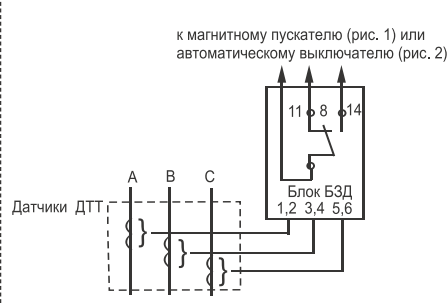 к магнитному пускателю (рис. 1) или
автоматическому выключателю (рис. 2)
11 8 14
A B C
Блок БЗД
Датчики ДТТ
1,2 3,4 5,6